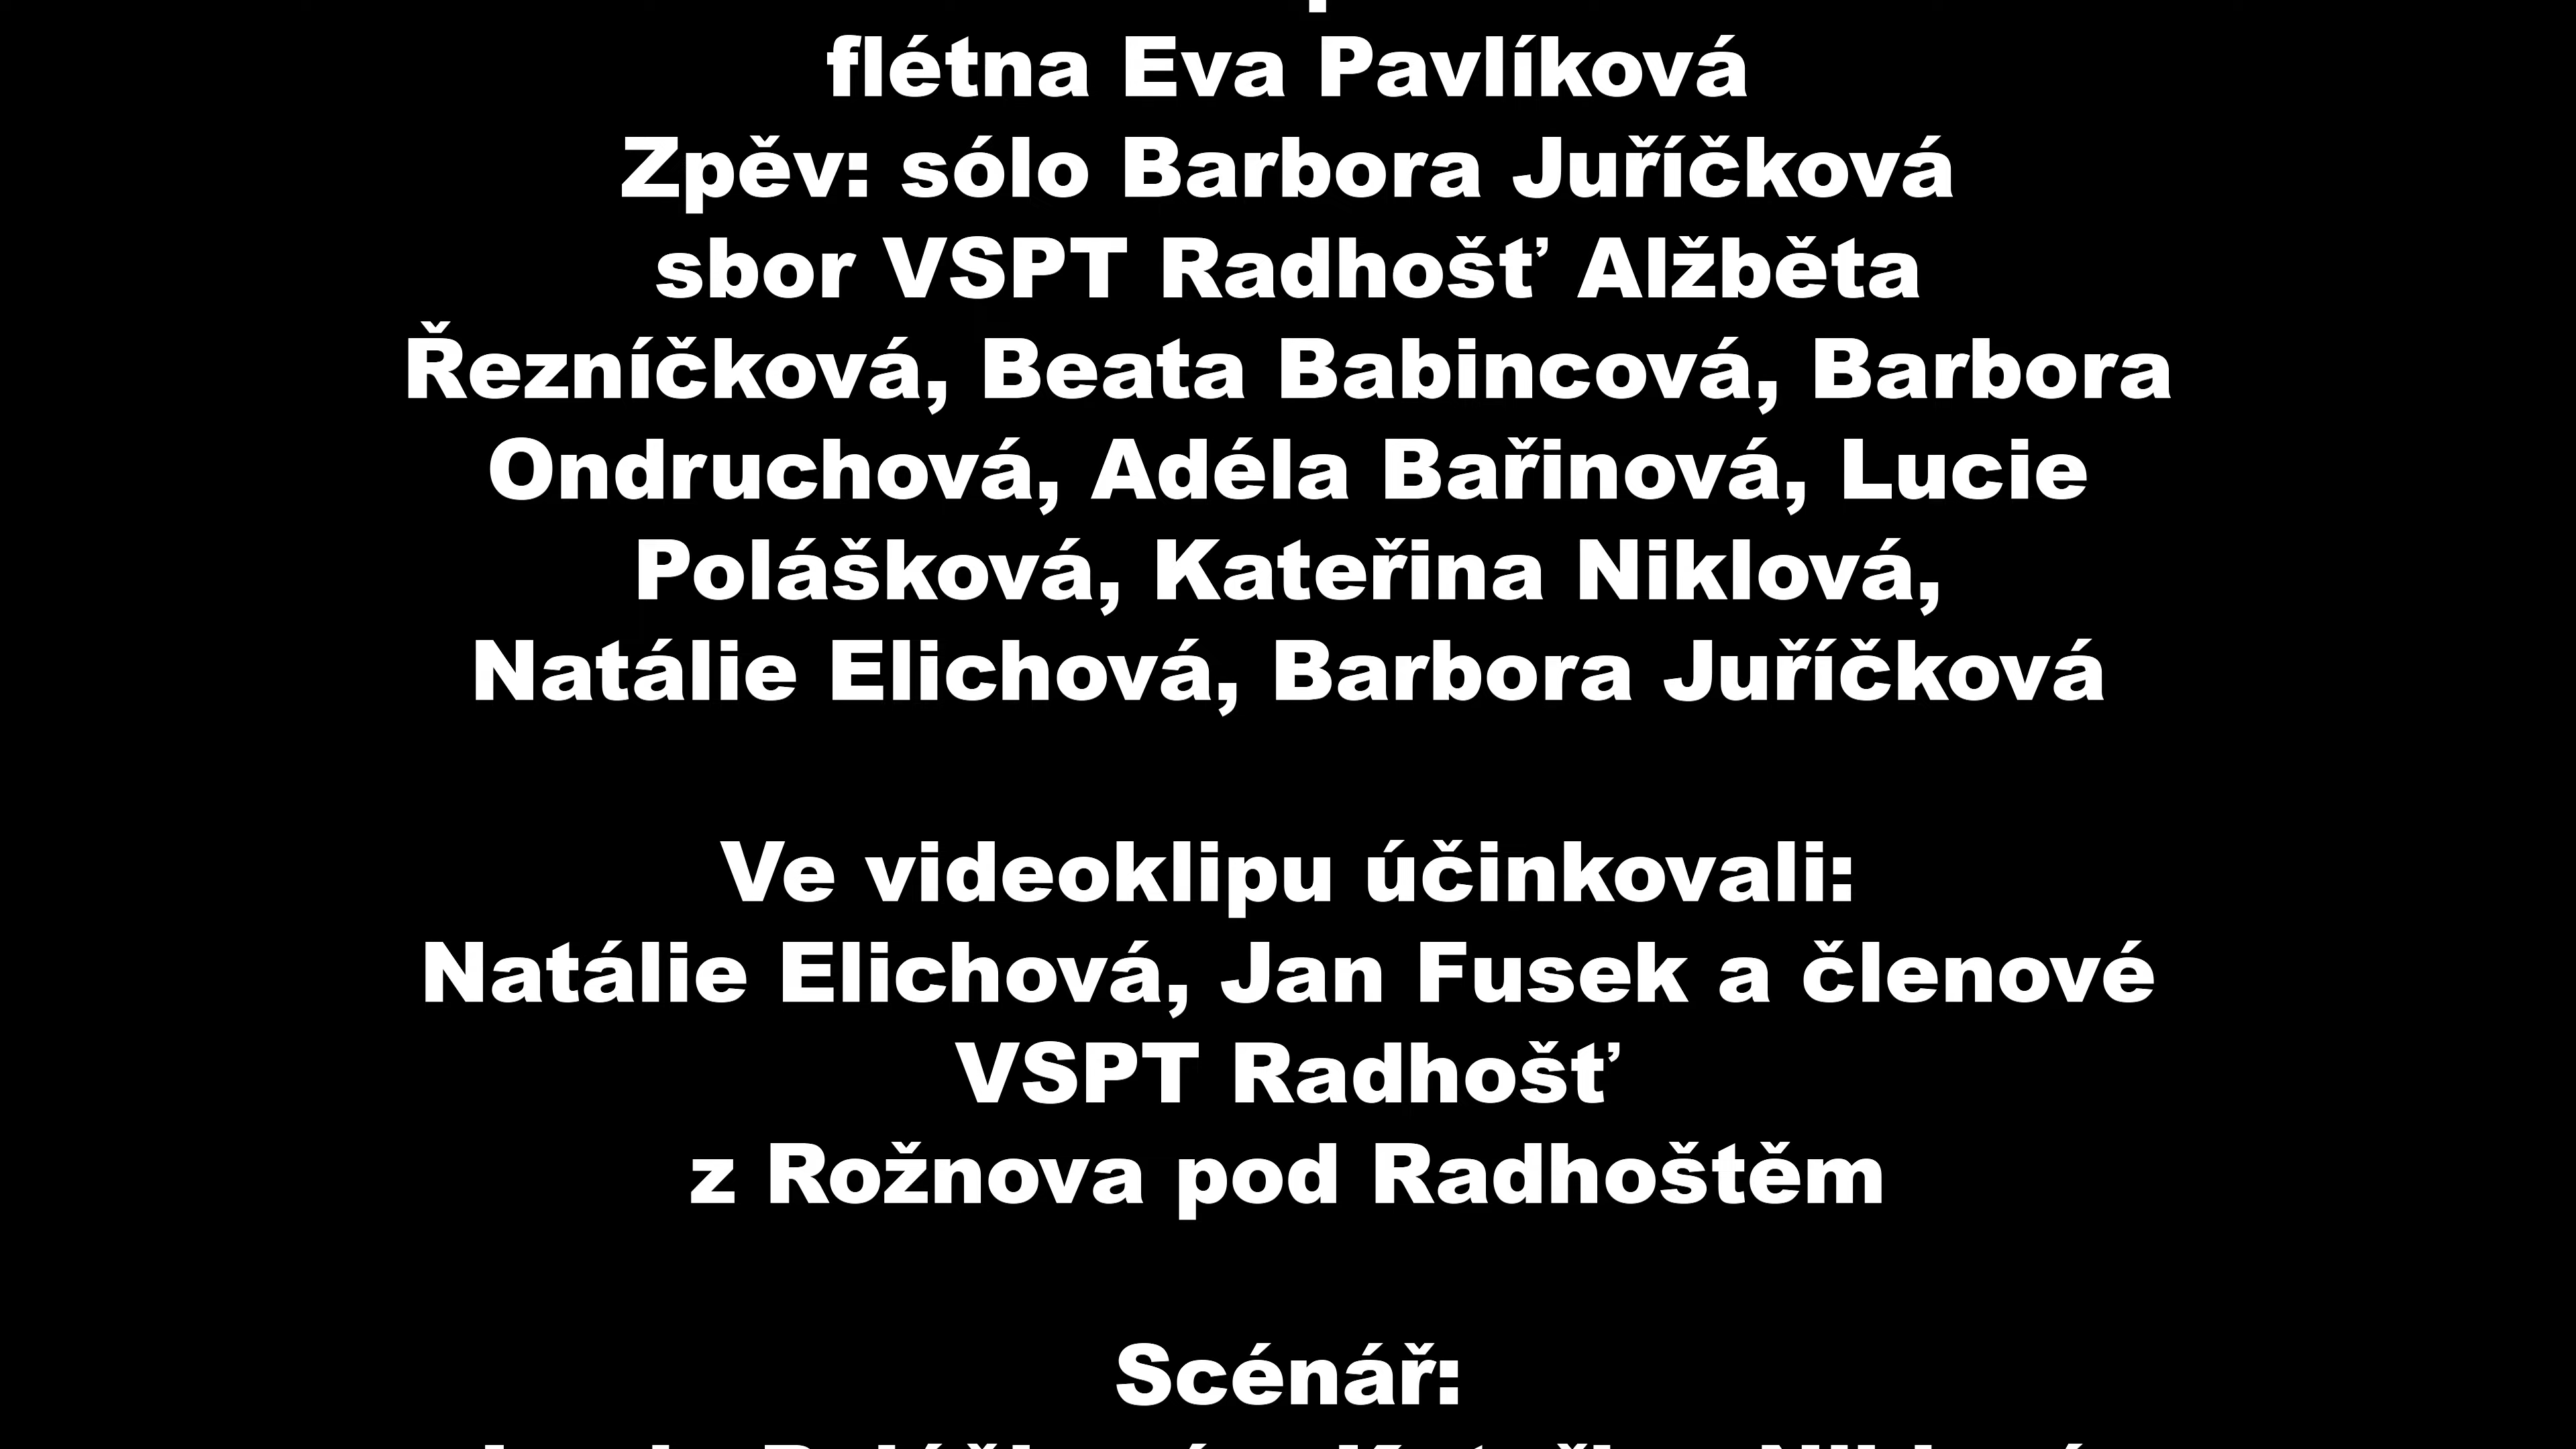 flétna Eva Pavlíková
Zpěv: sólo Barbora Juříčková
sbor VSPT Radhošť Alžběta
Řezníčková, Beata Babincová, Barbora
Ondruchová, Adéla Bařinová, Lucie
Polášková, Kateřina Niklová,
Natálie Elichová, Barbora Juříčková
Ve videoklipu účinkovali:
Natálie Elichová, Jan Fusek a členové
VSPT Radhošť
z Rožnova pod Radhoštěm
Scénář: